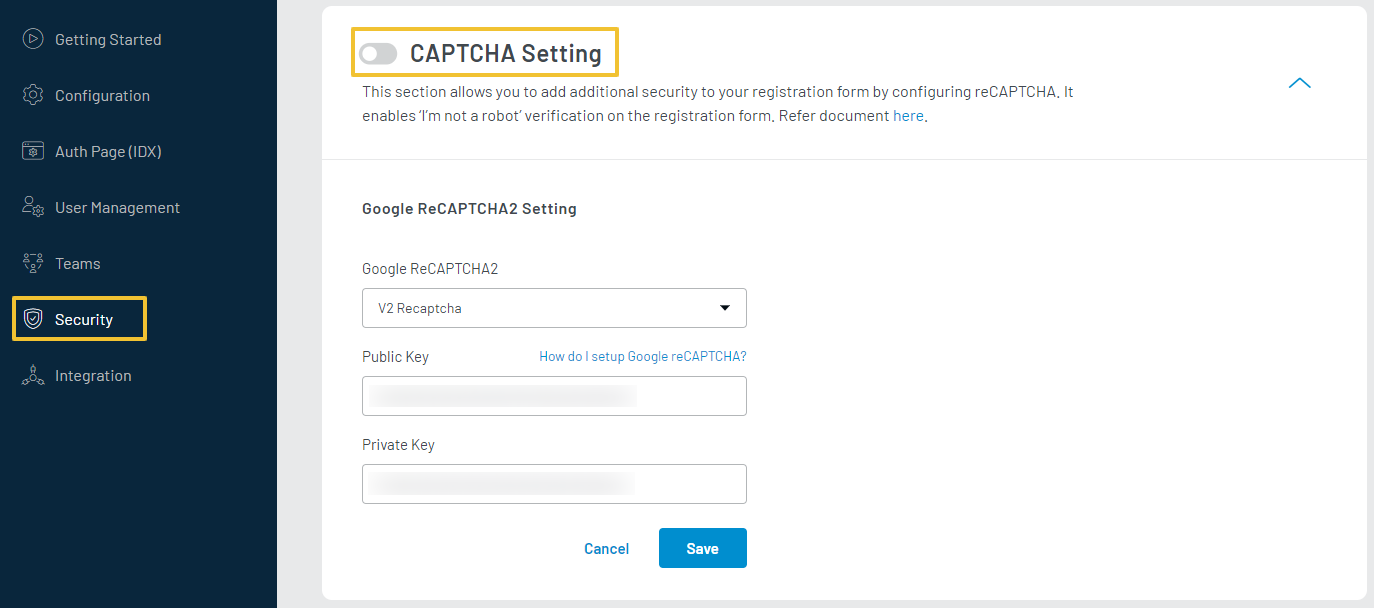 Getting Started
Configuration
Auth Page (IDX)
User Management
Teams
Security
Integration
CAPTCHA Setting
This section allows you to add additional security to your registration form by configuring reCAPTCHA. It
enables ‘I’m not a robot’ verification on the registration form. Refer document here.
Google ReCAPTCHA2 Setting
Google ReCAPTCHA2
V2 Recaptcha
Public Key How do I setup Google reCAPTCHA?
Private Key
Cancel Save